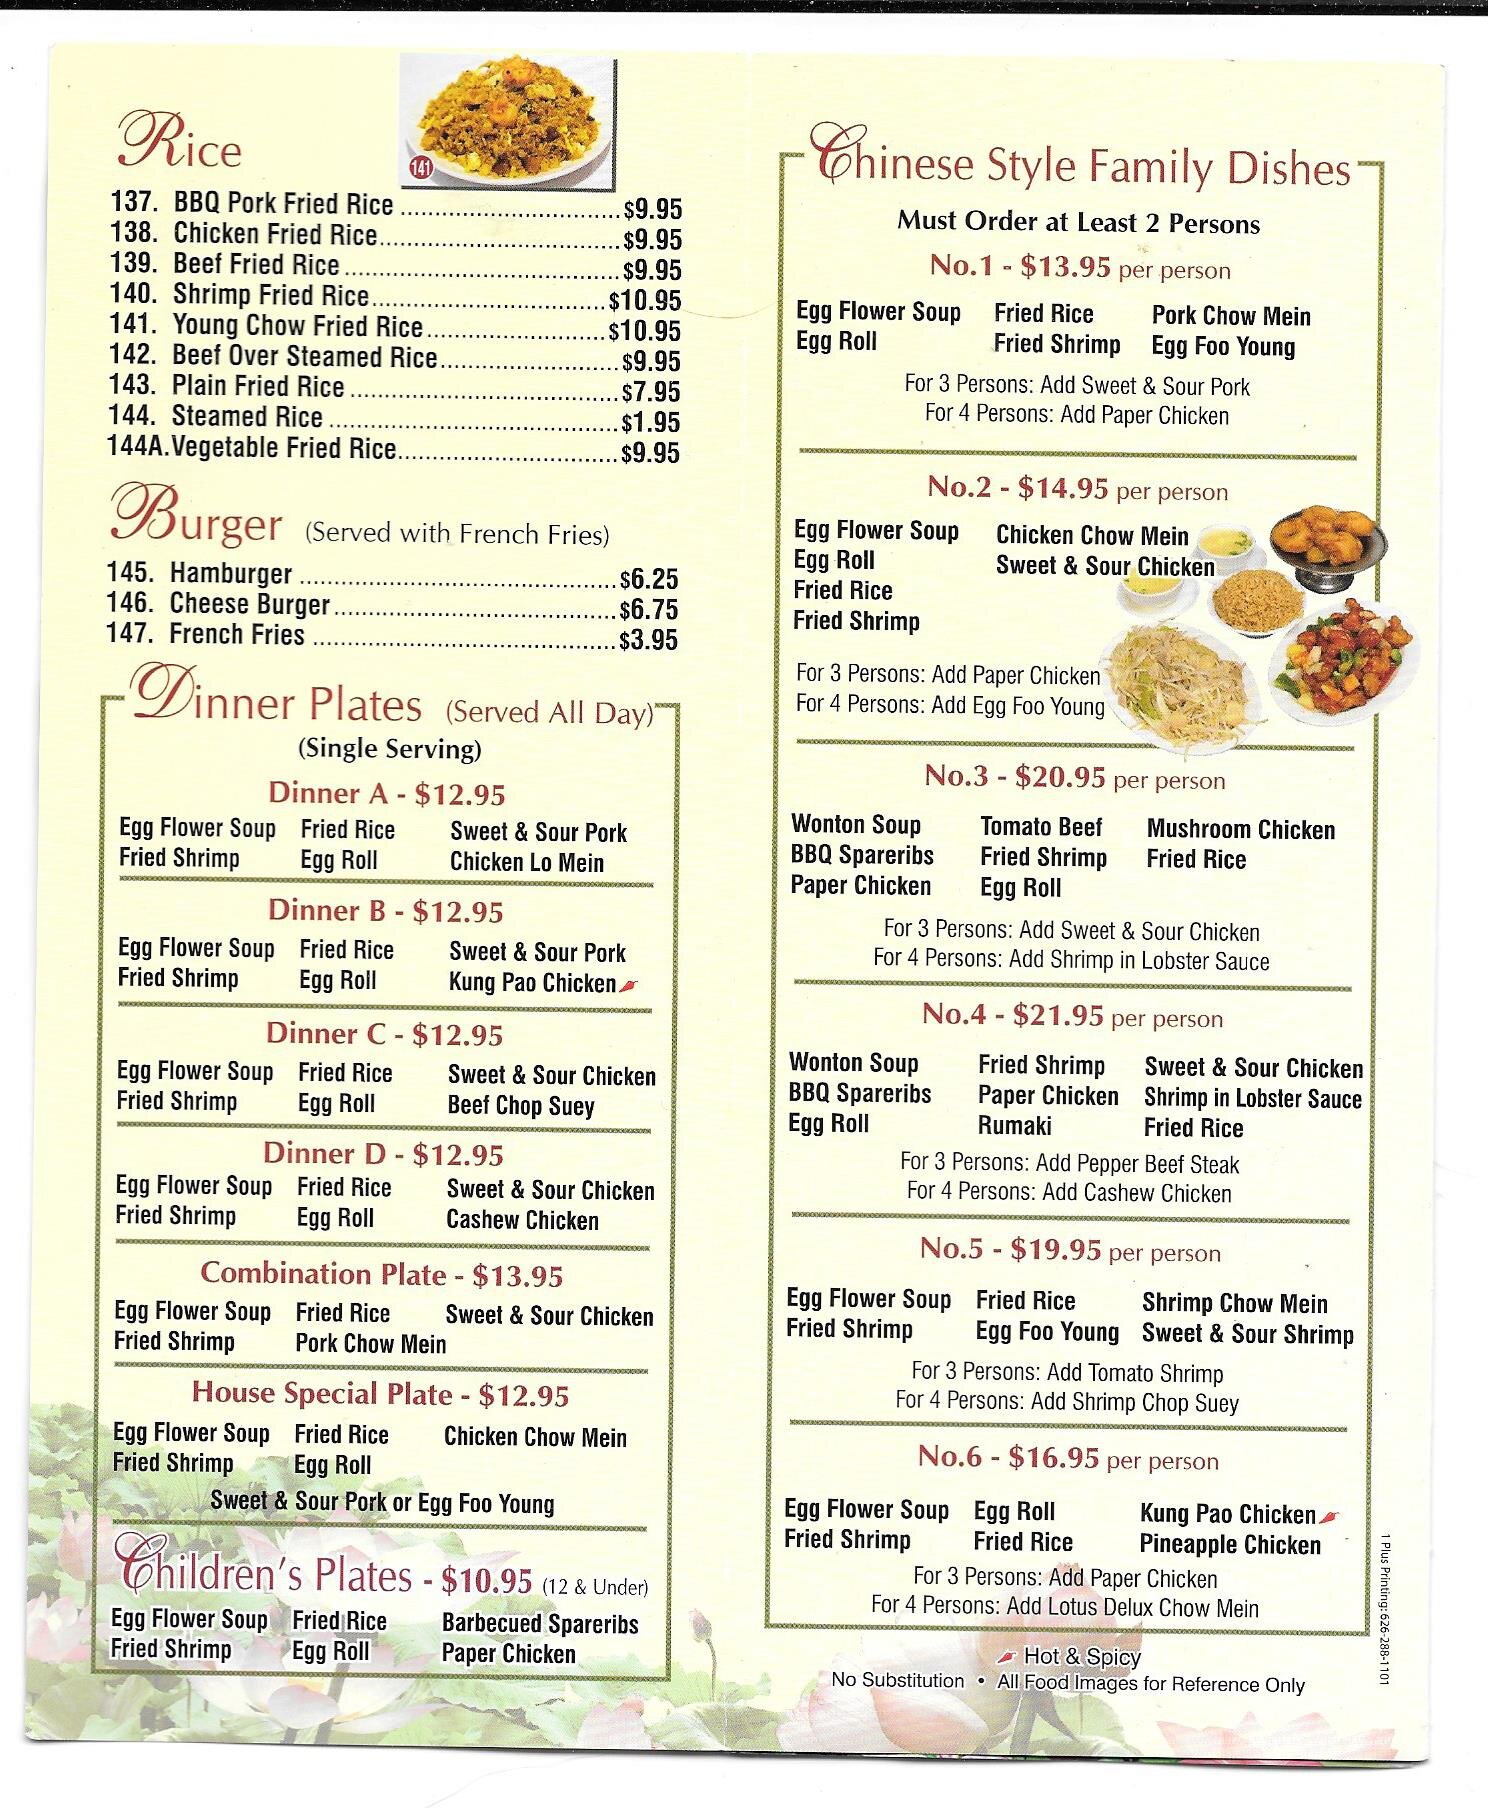 141
Rice
137. BBQ Pork Fried Rice ............................... $9.95
138. Chicken Fried Rice.................................. $9.95
139. Beef Fried Rice....................................... $9.95
140. Shrimp Fried Rice................................. $10.95
141. Young Chow Fried Rice......................... $10.95
142. Beef Over Steamed Rice......................... $9.95
143. Plain Fried Rice ...................................... $7.95
144. Steamed Rice ......................................... $1.95
144A.Vegetable Fried Rice............................... $9.95
Burger (Served with French Fries)
145. Hamburger ............................................. $6.25
146. Cheese Burger........................................ $6.75
147. French Fries ........................................... $3.95
Dinner Plates (Served All Day)
(Single Serving)
Dinner A - $12.95
Egg Flower Soup Fried Rice Sweet & Sour Pork
Fried Shrimp Egg Roll Chicken Lo Mein
Dinner B - $12.95
Egg Flower Soup Fried Rice Sweet & Sour Pork
Fried Shrimp Egg Roll Kung Pao Chicken
Dinner C - $12.95
Egg Flower Soup Fried Rice Sweet & Sour Chicken
Fried Shrimp Egg Roll Beef Chop Suey
Dinner D - $12.95
Egg Flower Soup Fried Rice Sweet & Sour Chicken
Fried Shrimp Egg Roll Cashew Chicken
Combination Plate - $13.95
Egg Flower Soup Fried Rice Sweet & Sour Chicken
Fried Shrimp Pork Chow Mein
House Special Plate - $12.95
Egg Flower Soup Fried Rice Chicken Chow Mein
Fried Shrimp Egg Roll
Sweet & Sour Pork or Egg Foo Young
Children's Plates - $10.95 (12 & Under)
Egg Flower Soup Fried Rice Barbecued Spareribs
Fried Shrimp Egg Roll Paper Chicken
Chinese Style Family Dishes
Must Order at Least 2 Persons
No.1 - $13.95 per person
Egg Flower Soup Fried Rice Pork Chow Mein
Egg Roll Fried Shrimp Egg Foo Young
For 3 Persons: Add Sweet & Sour Pork
For 4 Persons: Add Paper Chicken
No.2 - $14.95 per person
Egg Flower Soup Chicken Chow Mein
Egg Roll Sweet & Sour Chicken
Fried Rice
Fried Shrimp
For 3 Persons: Add Paper Chicken
For 4 Persons: Add Egg Foo Young
No.3 - $20.95 per person
Wonton Soup Tomato Beef Mushroom Chicken
BBQ Spareribs Fried Shrimp Fried Rice
Paper Chicken Egg Roll
For 3 Persons: Add Sweet & Sour Chicken
For 4 Persons: Add Shrimp in Lobster Sauce
No.4 - $21.95 per person
Wonton Soup Fried Shrimp Sweet & Sour Chicken
BBQ Spareribs Paper Chicken Shrimp in Lobster Sauce
Egg Roll Rumaki Fried Rice
For 3 Persons: Add Pepper Beef Steak
For 4 Persons: Add Cashew Chicken
No.5 - $19.95 per person
Egg Flower Soup Fried Rice Shrimp Chow Mein
Fried Shrimp Egg Foo Young Sweet & Sour Shrimp
For 3 Persons: Add Tomato Shrimp
For 4 Persons: Add Shrimp Chop Suey
No.6 - $16.95 per person
Egg Flower Soup Egg Roll Kung Pao Chicken
Fried Shrimp Fried Rice Pineapple Chicken
For 3 Persons: Add Paper Chicken
For 4 Persons: Add Lotus Delux Chow Mein
Hot & Spicy
No Substitution • All Food Images for Reference Only
1 Plus Printing: 626-288-1101